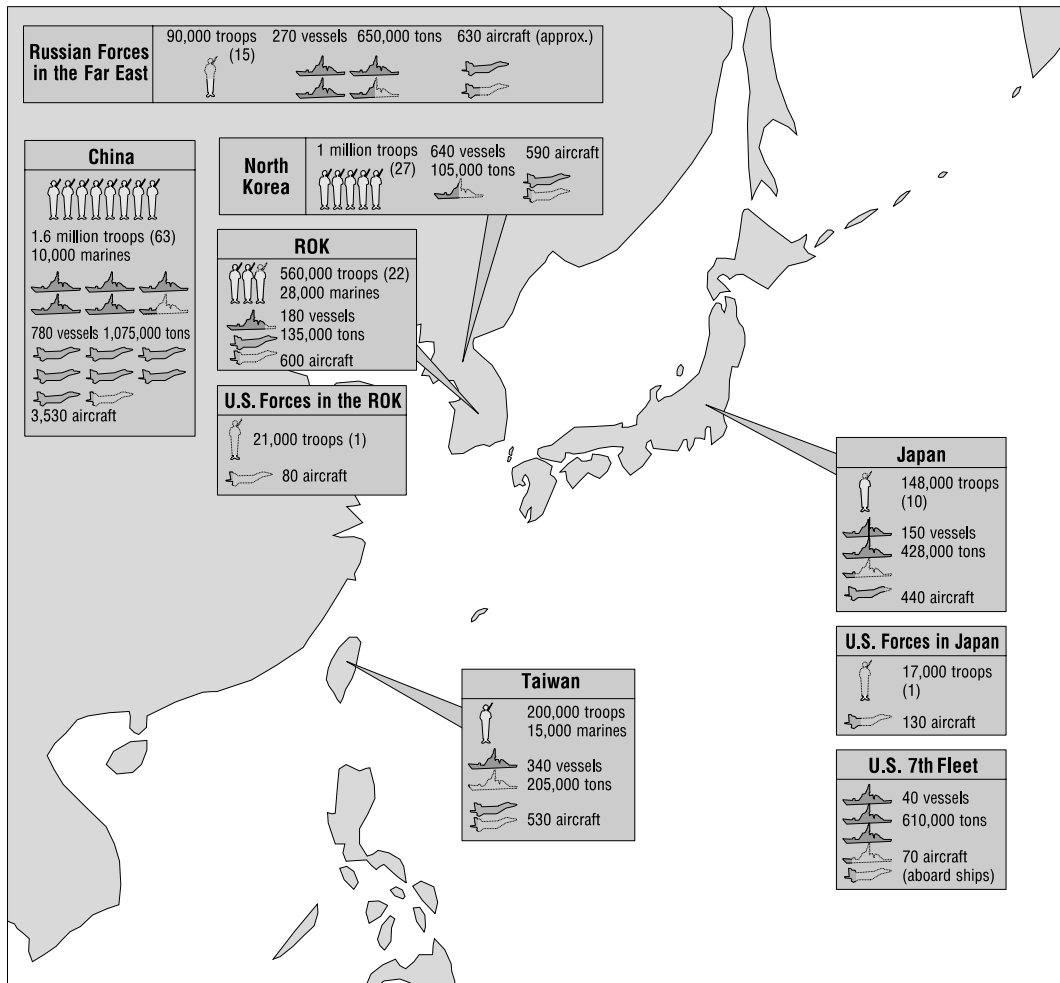 Russian Forces
in the Far East
90,000 troops
(15)
270 vessels
650,000 tons
630 aircraft (approx.)
China
1.6 million troops (63)
10,000 marines
780 vessels 1,075,000 tons
3,530 aircraft
North
Korea
1 million troops
(27)
640 vessels
105,000 tons
590 aircraft
ROK
560,000 troops (22)
28,000 marines
180 vessels
135,000 tons
600 aircraft
U.S. Forces in the ROK
21,000 troops (1)
80 aircraft
Japan
148,000 troops
(10)
150 vessels
428,000 tons
440 aircraft
U.S. Forces in Japan
17,000 troops
(1)
130 aircraft
Taiwan
200,000 troops
15,000 marines
340 vessels
205,000 tons
530 aircraft
U.S. 7th Fleet
40 vessels
610,000 tons
70 aircraft
(aboard ships)